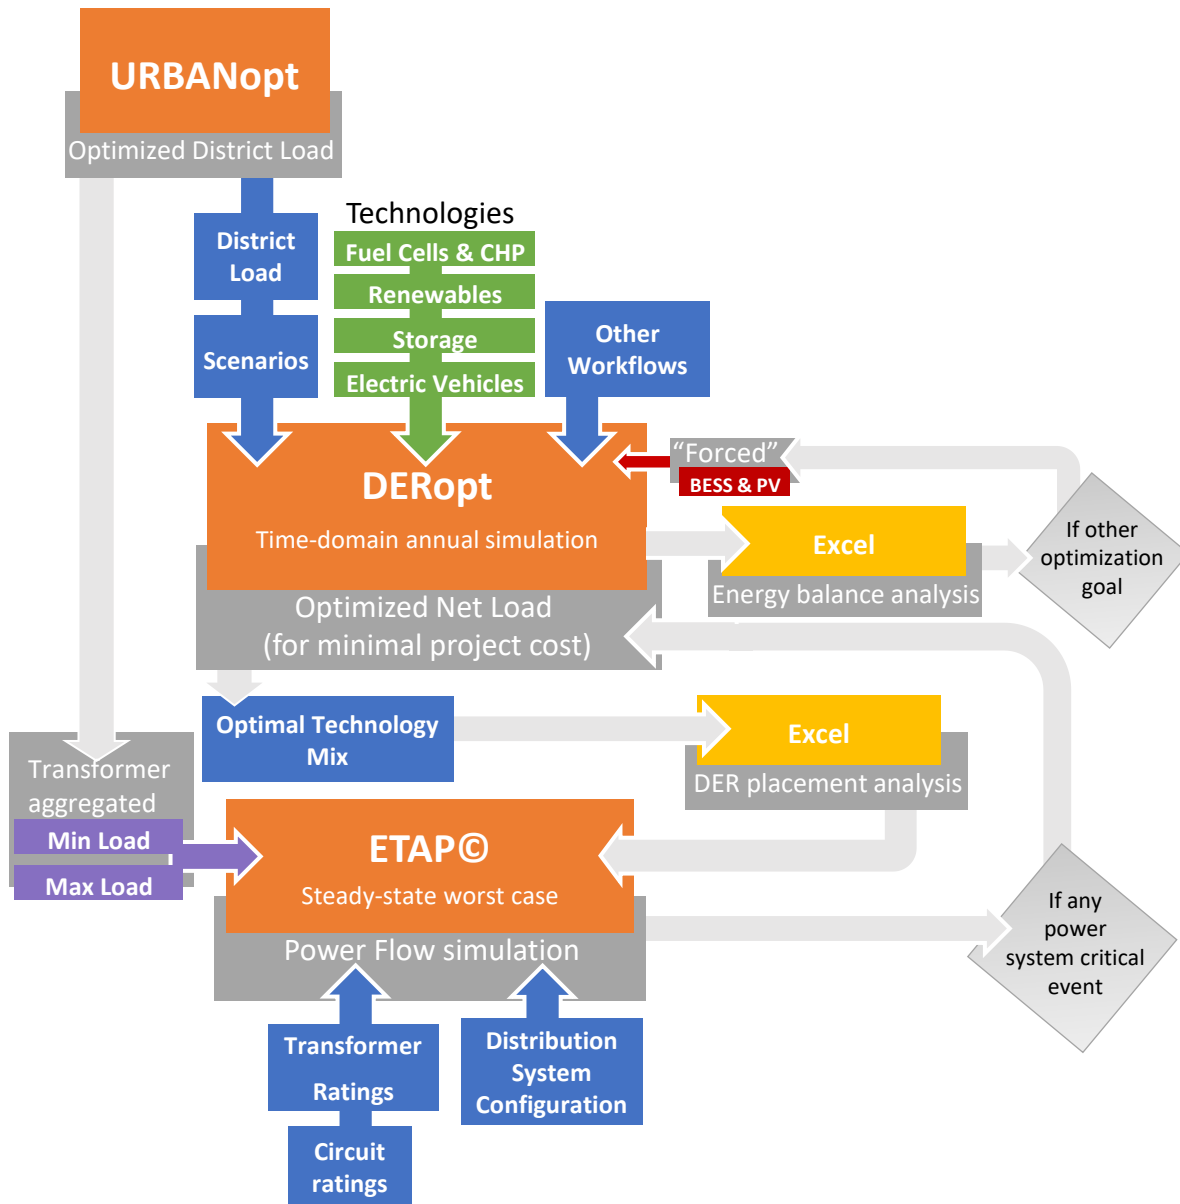 URBANopt
Optimized District Load
District
Load
Scenarios
Technologies
Fuel Cells & CHP
Renewables
Storage
Electric Vehicles
Other
Workflows
DERopt
Time-domain annual simulation
Optimized Net Load
(for minimal project cost)
“Forced”
BESS & PV
Excel
Energy balance analysis
If other
optimization
goal
Optimal Technology
Mix
Excel
DER placement analysis
Transformer
aggregated
Min Load
Max Load
ETAP©
Steady-state worst case
Power Flow simulation
If any
power
system critical
event
Transformer
Ratings
Circuit
ratings
Distribution
System
Configuration